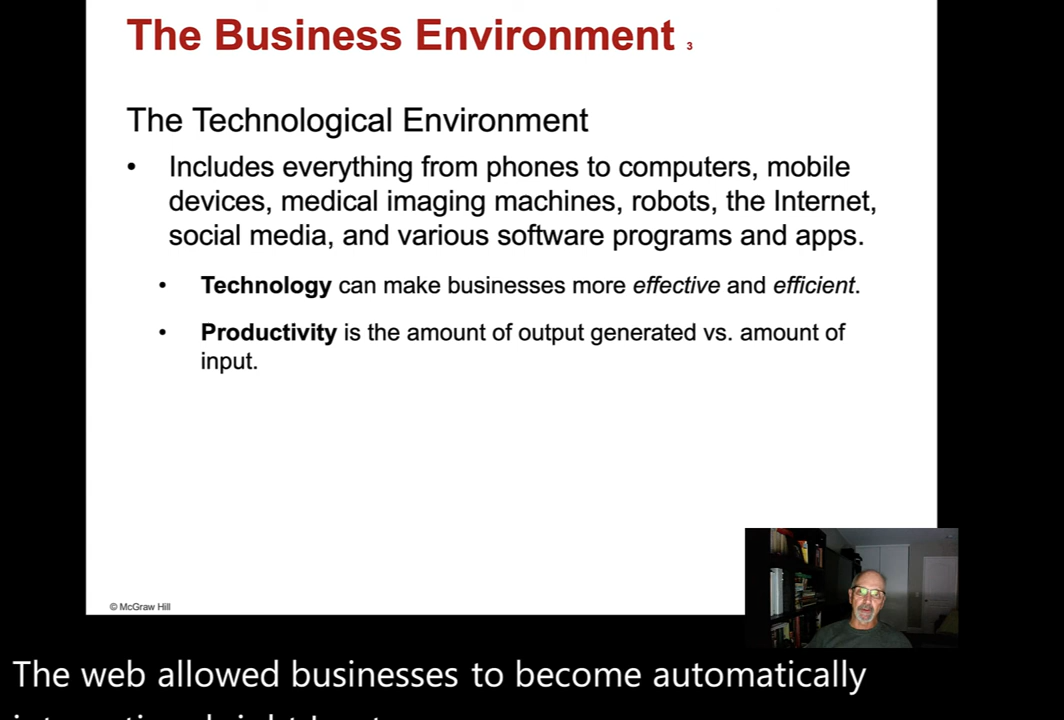 The Business Environment 3
The Technological Environment
• Includes everything from phones to computers, mobile
devices, medical imaging machines, robots, the Internet,
social media, and various software programs and apps.
• Technology can make businesses more effective and efficient.
• Productivity is the amount of output generated vs. amount of
input.
© McGraw Hill
The web allowed businesses to become automatically